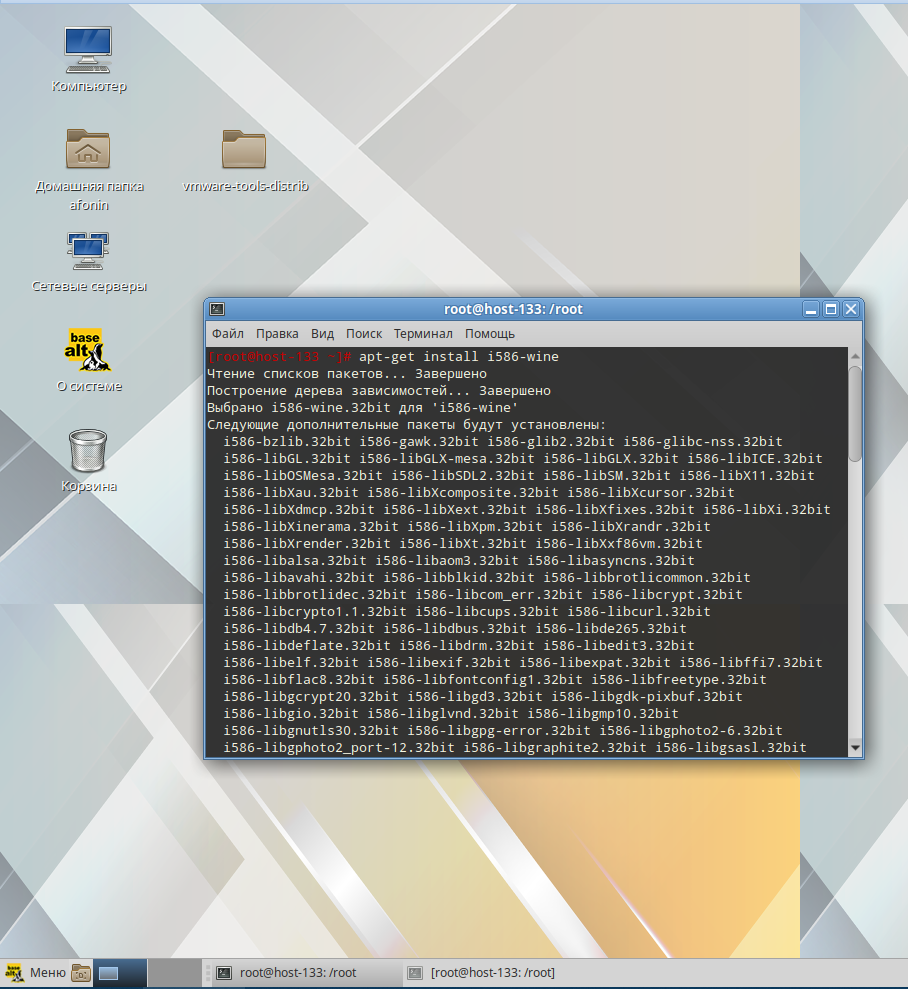 Компьютер
Домашняя папка
afonin
vmware-tools-distrib
Сетевые серверы
base
alt
О системе
Корзина
root@host-133: /root
Файл Правка Вид Поиск Терминал Помощь
[root@host-133 ~]# apt-get install i586-wine
Чтение списков пакетов... Завершено
Построение дерева зависимостей... Завершено
Выбрано i586-wine.32bit для 'i586-wine'
Следующие дополнительные пакеты будут установлены:
i586-bzlib.32bit i586-gawk.32bit i586-glib2.32bit i586-glibc-nss.32bit
i586-libGL.32bit i586-libGLX-mesa.32bit i586-libGLX.32bit i586-libICE.32bit
i586-libOSMesa.32bit i586-libSDL2.32bit i586-libSM.32bit i586-libX11.32bit
i586-libXau.32bit i586-libXcomposite.32bit i586-libXcursor.32bit
i586-libXdmcp.32bit i586-libXext.32bit i586-libXfixes.32bit i586-libXi.32bit
i586-libXinerama.32bit i586-libXpm.32bit i586-libXrandr.32bit
i586-libXrender.32bit i586-libXt.32bit i586-libXxf86vm.32bit
i586-libalsa.32bit i586-libaom3.32bit i586-libasyncns.32bit
i586-libavahi.32bit i586-libblkid.32bit i586-libbrotlicommon.32bit
i586-libbrotlidec.32bit i586-libcom_err.32bit i586-libcrypt.32bit
i586-libcrypto1.1.32bit i586-libcups.32bit i586-libcurl.32bit
i586-libdb4.7.32bit i586-libdbus.32bit i586-libde265.32bit
i586-libdeflate.32bit i586-libdrm.32bit i586-libedit3.32bit
i586-libelf.32bit i586-libexif.32bit i586-libexpat.32bit i586-libffi7.32bit
i586-libflac8.32bit i586-libfontconfig1.32bit i586-libfreetype.32bit
i586-libgcrypt20.32bit i586-libgd3.32bit i586-libgdk-pixbuf.32bit
i586-libgio.32bit i586-libglvnd.32bit i586-libgmp10.32bit
i586-libgnutls30.32bit i586-libgpg-error.32bit i586-libgphoto2-6.32bit
i586-libgphoto2_port-12.32bit i586-libgraphite2.32bit i586-libgsasl.32bit
base
alt
Меню
root@host-133: /root
[root@host-133: /root]